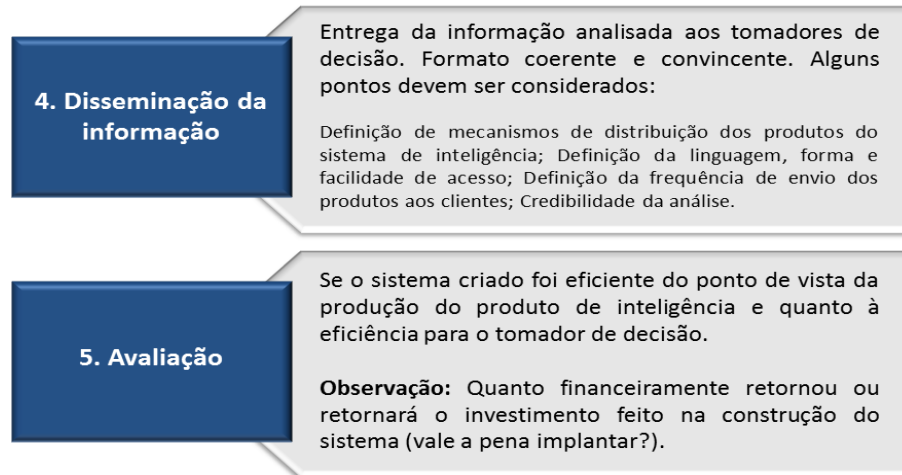 4. Disseminação da
informação
Entrega da informação analisada aos tomadores de
decisão. Formato coerente e convincente. Alguns
pontos devem ser considerados:
Definição de mecanismos de distribuição dos produtos do
sistema de inteligência; Definição da linguagem, forma e
facilidade de acesso; Definição da frequência de envio dos
produtos aos clientes; Credibilidade da análise.
5. Avaliação
Se o sistema criado foi eficiente do ponto de vista da
produção do produto de inteligência e quanto à
eficiência para o tomador de decisão.
Observação: Quanto financeiramente retornou ou
retornará o investimento feito na construção do
sistema (vale a pena implantar?).